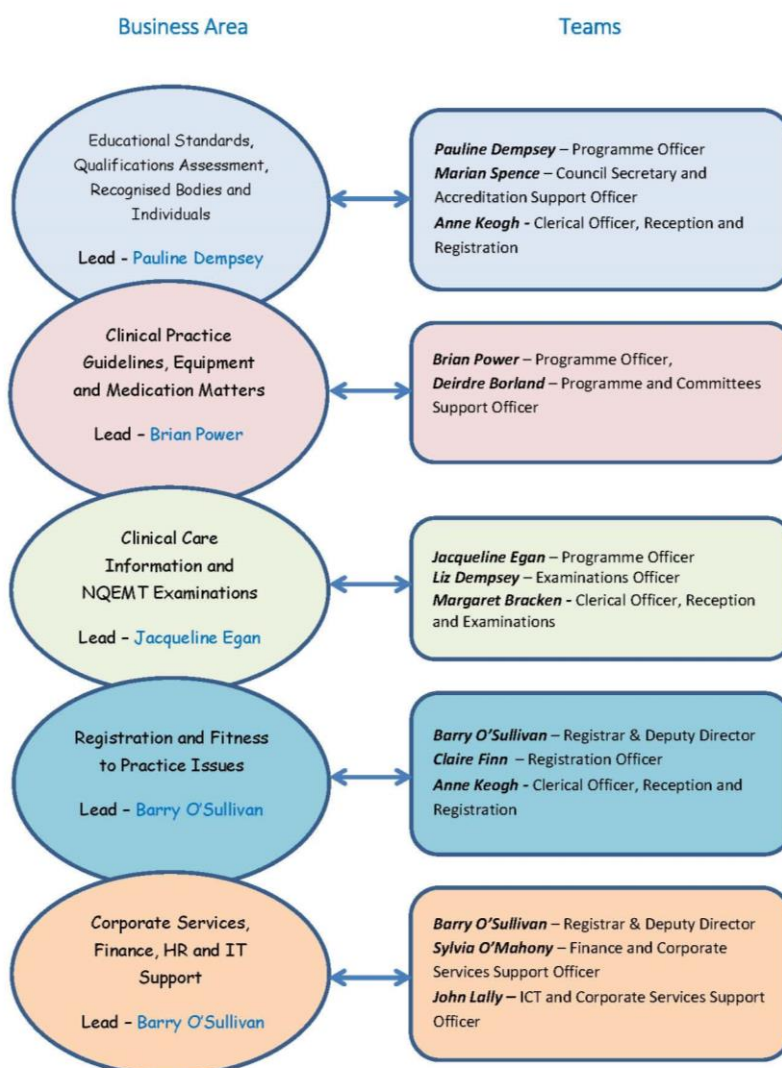 Business Area
Teams
Educational Standards,
Qualifications Assessment,
Recognised Bodies and
Individuals
Lead – Pauline Dempsey
Pauline Dempsey – Programme Officer
Marian Spence – Council Secretary and
Accreditation Support Officer
Anne Keogh - Clerical Officer, Reception and
Registration
Clinical Practice
Guidelines, Equipment
and Medication Matters
Lead – Brian Power
Brian Power – Programme Officer,
Deirdre Borland – Programme and Committees
Support Officer
Clinical Care
Information and
NQEMT Examinations
Lead – Jacqueline Egan
Jacqueline Egan – Programme Officer
Liz Dempsey – Examinations Officer
Margaret Bracken - Clerical Officer, Reception
and Examinations
Registration and Fitness
to Practice Issues
Lead – Barry O’Sullivan
Barry O’Sullivan – Registrar & Deputy Director
Claire Finn – Registration Officer
Anne Keogh - Clerical Officer, Reception and
Registration
Corporate Services,
Finance, HR and IT
Support
Lead – Barry O’Sullivan
Barry O’Sullivan – Registrar & Deputy Director
Sylvia O’Mahony – Finance and Corporate
Services Support Officer
John Lally – ICT and Corporate Services Support
Officer